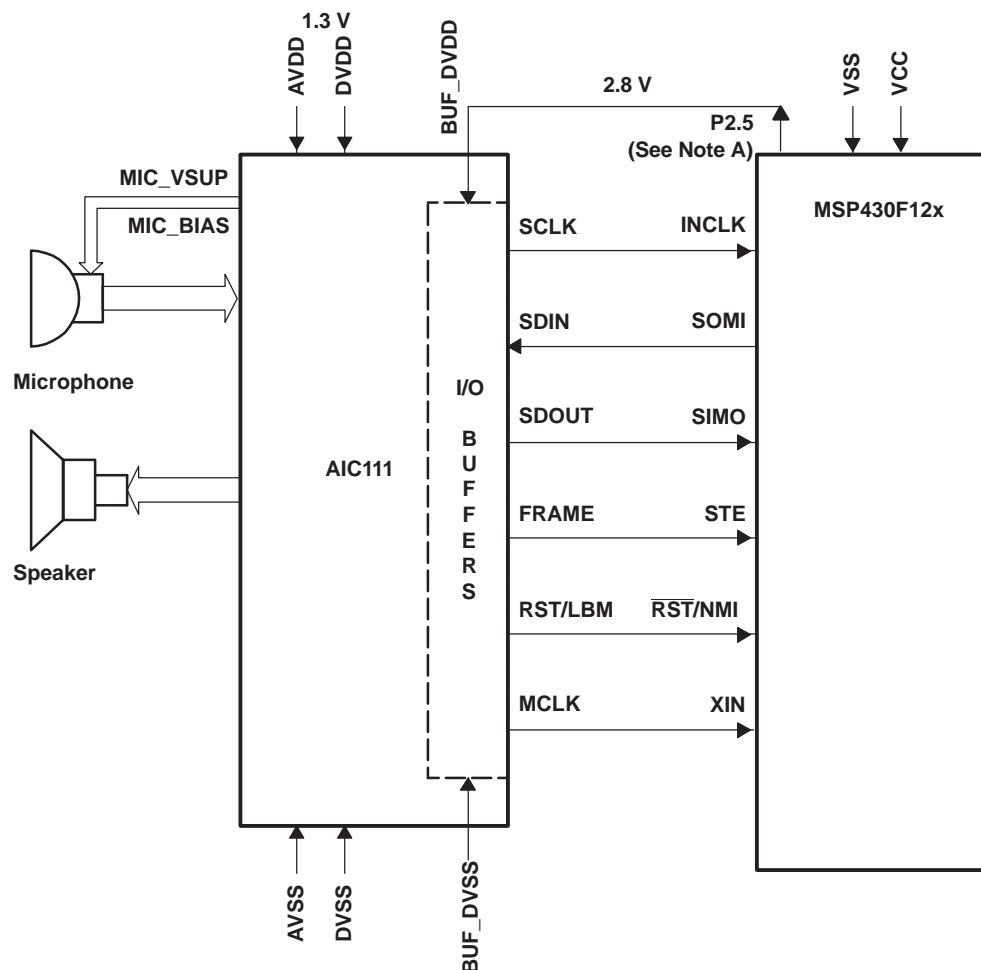 1.3 V
AVDD
DVDD
BUF_DVDD
2.8 V
P2.5
(See Note A)
VSS
VCC
MIC_VSUP
MIC_BIAS
MSP430F12x
SCLK
INCLK
Microphone
SDIN
SOMI
I/O
BUFFERS
SDOUT
SIMO
AIC111
FRAME
STE
Speaker
RST/LBM
RST/NMI
MCLK
XIN
AVSS
DVSS
BUF_DVSS